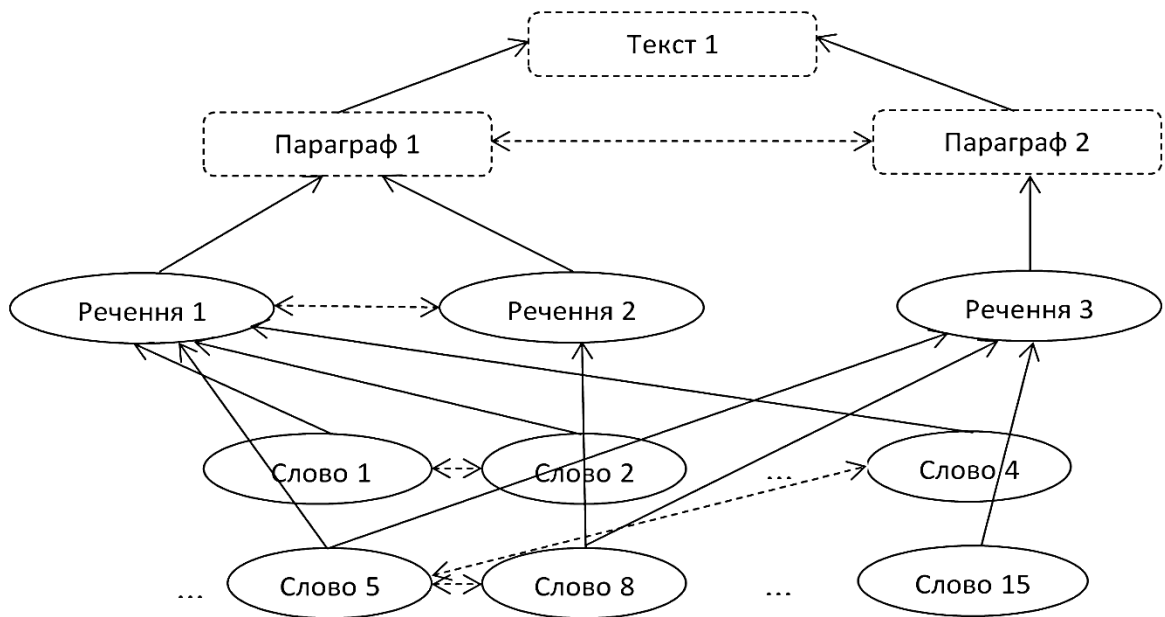 Текст 1
Параграф 1
Параграф 2
Речення 1
Речення 2
Речення 3
Слово 1
Слово 2
...
Слово 4
...
Слово 5
Слово 8
...
Слово 15